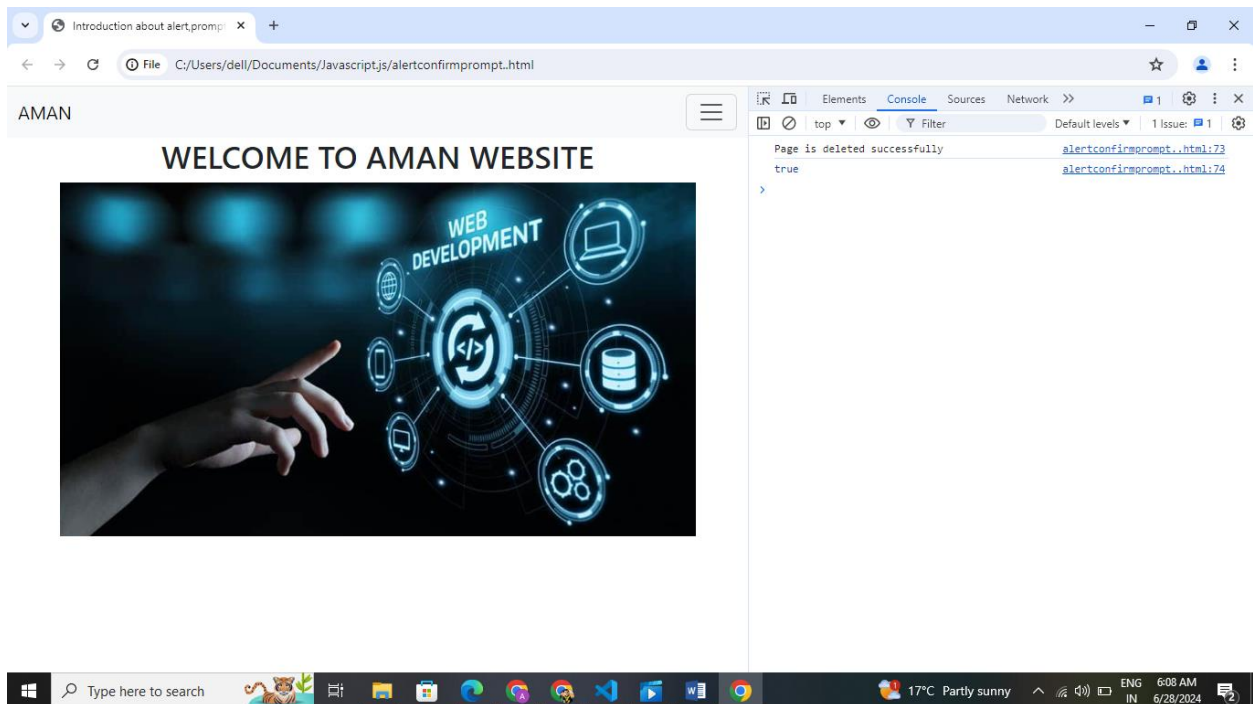 Introduction about alert,promp
File C:/Users/dell/Documents/Javascript.js/alertconfirmprompt..html
AMAN
WELCOME TO AMAN WEBSITE
WEB
DEVELOPMENT
</>
Elements Console Sources Network 1
top Filter Default levels 1 Issue: 1
Page is deleted successfully alertconfirmprompt..html:73
true alertconfirmprompt..html:74
Type here to search
17°C Partly sunny
ENG 6:08 AM
IN 6/28/2024
2